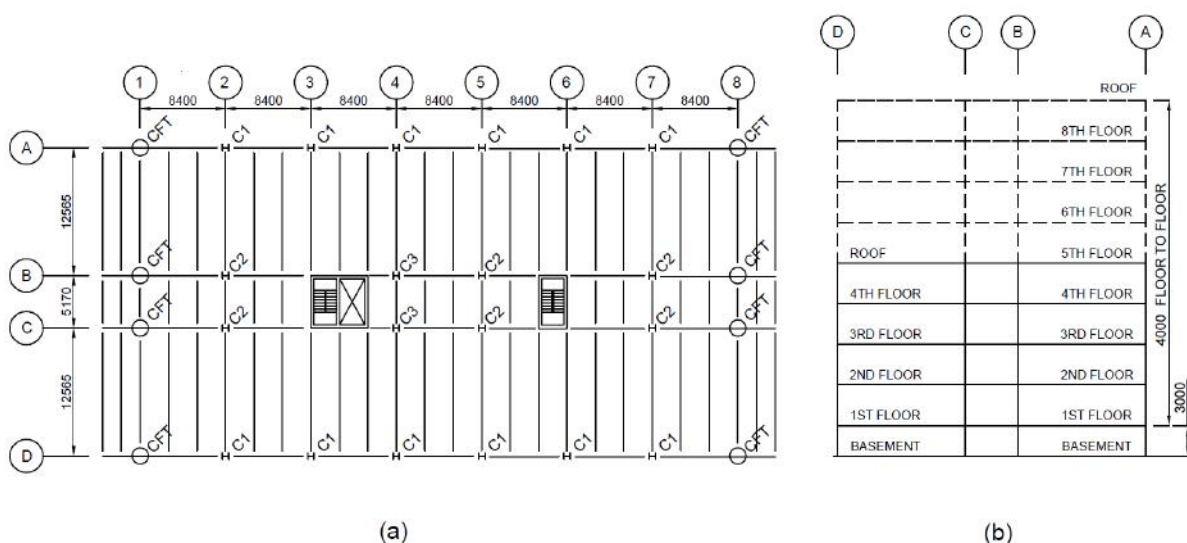 1 2 3 4 5 6 7 8
8400 8400 8400 8400 8400 8400 8400
CFT C1 C1 C1 C1 C1 C1 CFT
A
12565
CFT C2 C3 C2 C2 CFT
B
5170
CFT C2 C3 C2 C2 CFT
C
12565
CFT C1 C1 C1 C1 C1 C1 CFT
D
(a)
D C B A
ROOF
8TH FLOOR
7TH FLOOR
6TH FLOOR
ROOF 5TH FLOOR
4TH FLOOR 4TH FLOOR
3RD FLOOR 3RD FLOOR
2ND FLOOR 2ND FLOOR
1ST FLOOR 1ST FLOOR
BASEMENT BASEMENT
4000 FLOOR TO FLOOR
3000
(b)